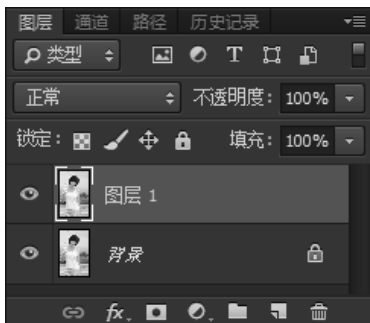 图层 通道 路径 历史记录
类型 T
正常 不透明度: 100%
锁定: 填充: 100%
图层 1
背景
fx.